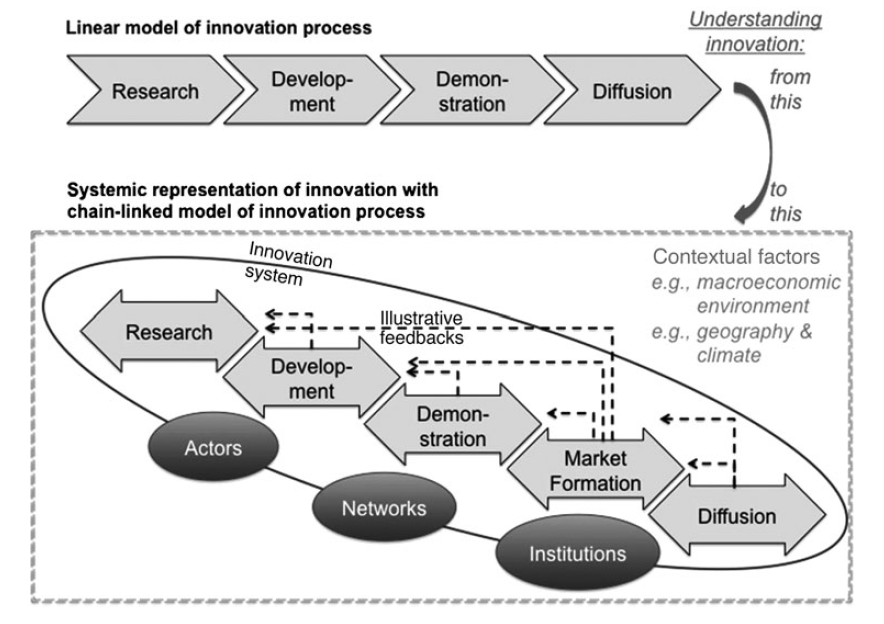 Linear model of innovation process
Understanding
innovation:
Research
Develop-
ment
Demon-
stration
Diffusion
from
this
Systemic representation of innovation with
chain-linked model of innovation process
to
this
Innovation
system
Contextual factors
e.g., macroeconomic
environment
e.g., geography &
climate
Illustrative
feedbacks
Research
Develop-
ment
Demon-
stration
Market
Formation
Diffusion
Actors
Networks
Institutions